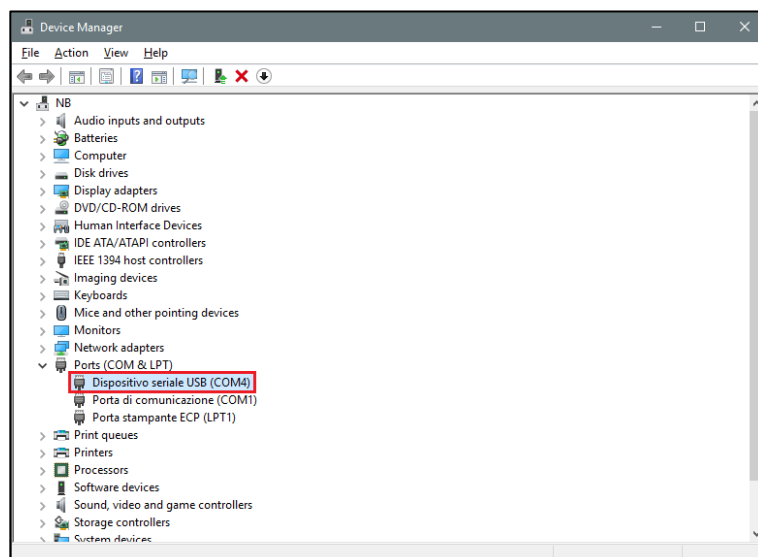 Device Manager
File Action View Help
NB
Audio inputs and outputs
Batteries
Computer
Disk drives
Display adapters
DVD/CD-ROM drives
Human Interface Devices
IDE ATA/ATAPI controllers
IEEE 1394 host controllers
Imaging devices
Keyboards
Mice and other pointing devices
Monitors
Network adapters
Ports (COM & LPT)
Dispositivo seriale USB (COM4)
Porta di comunicazione (COM1)
Porta stampante ECP (LPT1)
Print queues
Printers
Processors
Software devices
Sound, video and game controllers
Storage controllers
System devices